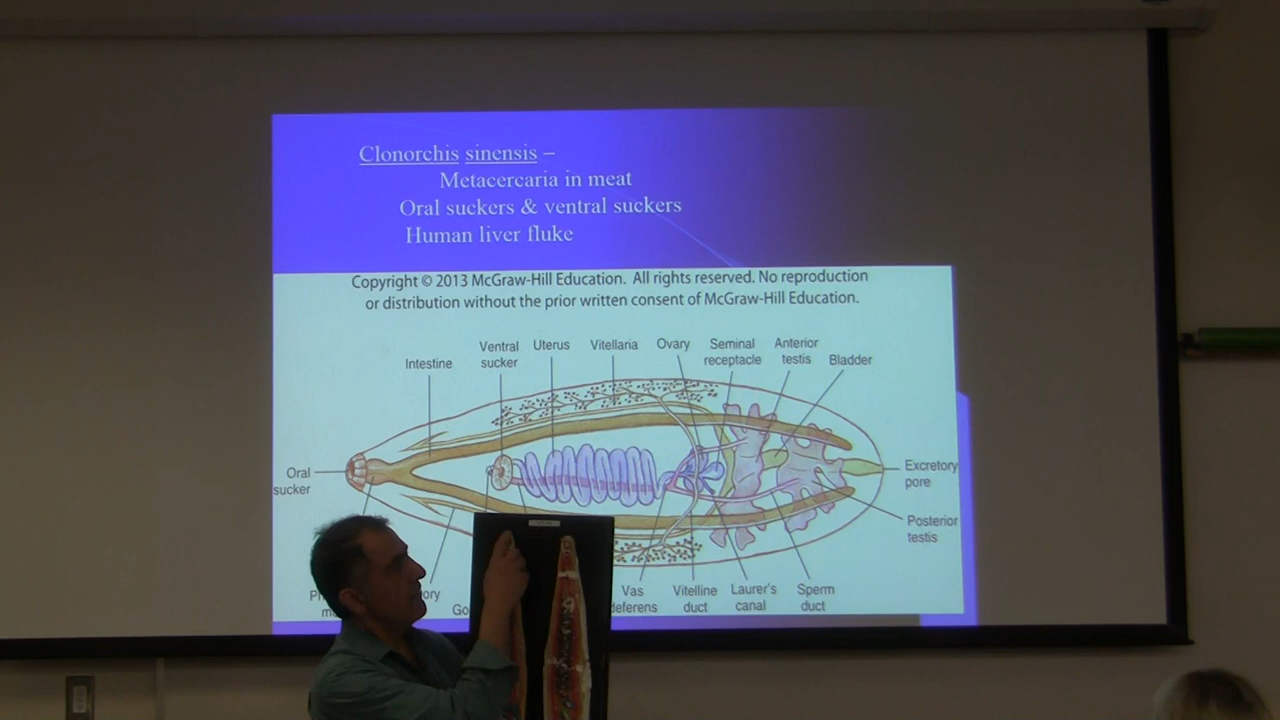 Clonorchis sinensis –
Metacercaria in meat
Oral suckers & ventral suckers
Human liver fluke
Copyright © 2013 McGraw-Hill Education. All rights reserved. No reproduction
or distribution without the prior written consent of McGraw-Hill Education.
Intestine
Ventral
sucker
Uterus
Vitellaria
Ovary
Seminal
receptacle
Anterior
testis
Bladder
Oral
sucker
Excretory
pore
Posterior
testis
Vas
deferens
Vitelline
duct
Laurer's
canal
Sperm
duct